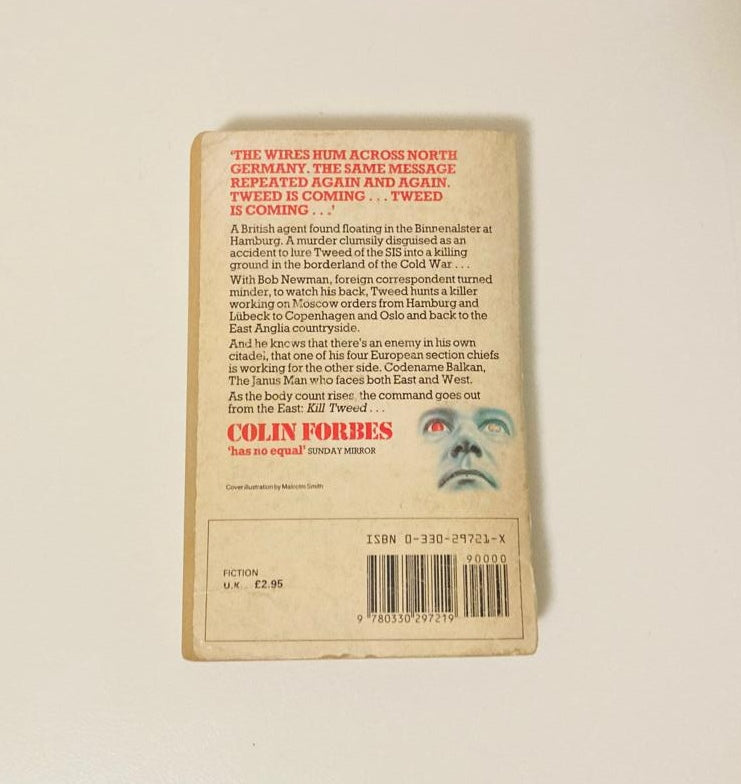 'THE WIRES HUM ACROSS NORTH
GERMANY. THE SAME MESSAGE
REPEATED AGAIN AND AGAIN.
TWEED IS COMING . . . TWEED
IS COMING . . .'
A British agent found floating in the Binnenalster at
Hamburg. A murder clumsily disguised as an
accident to lure Tweed of the SIS into a killing
ground in the borderland of the Cold War . . .
With Bob Newman, foreign correspondent turned
minder, to watch his back, Tweed hunts a killer
working on Moscow orders from Hamburg and
Lübeck to Copenhagen and Oslo and back to the
East Anglia countryside.
And he knows that there's an enemy in his own
citadel, that one of his four European section chiefs
is working for the other side. Codename Balkan,
The Janus Man who faces both East and West.
As the body count rises, the command goes out
from the East: Kill Tweed . . .
COLIN FORBES
'has no equal' SUNDAY MIRROR
Cover illustration by Malcolm Smith
ISBN 0-330-29721-X
90000
FICTION
U.K. £2.95
9 780330 297219